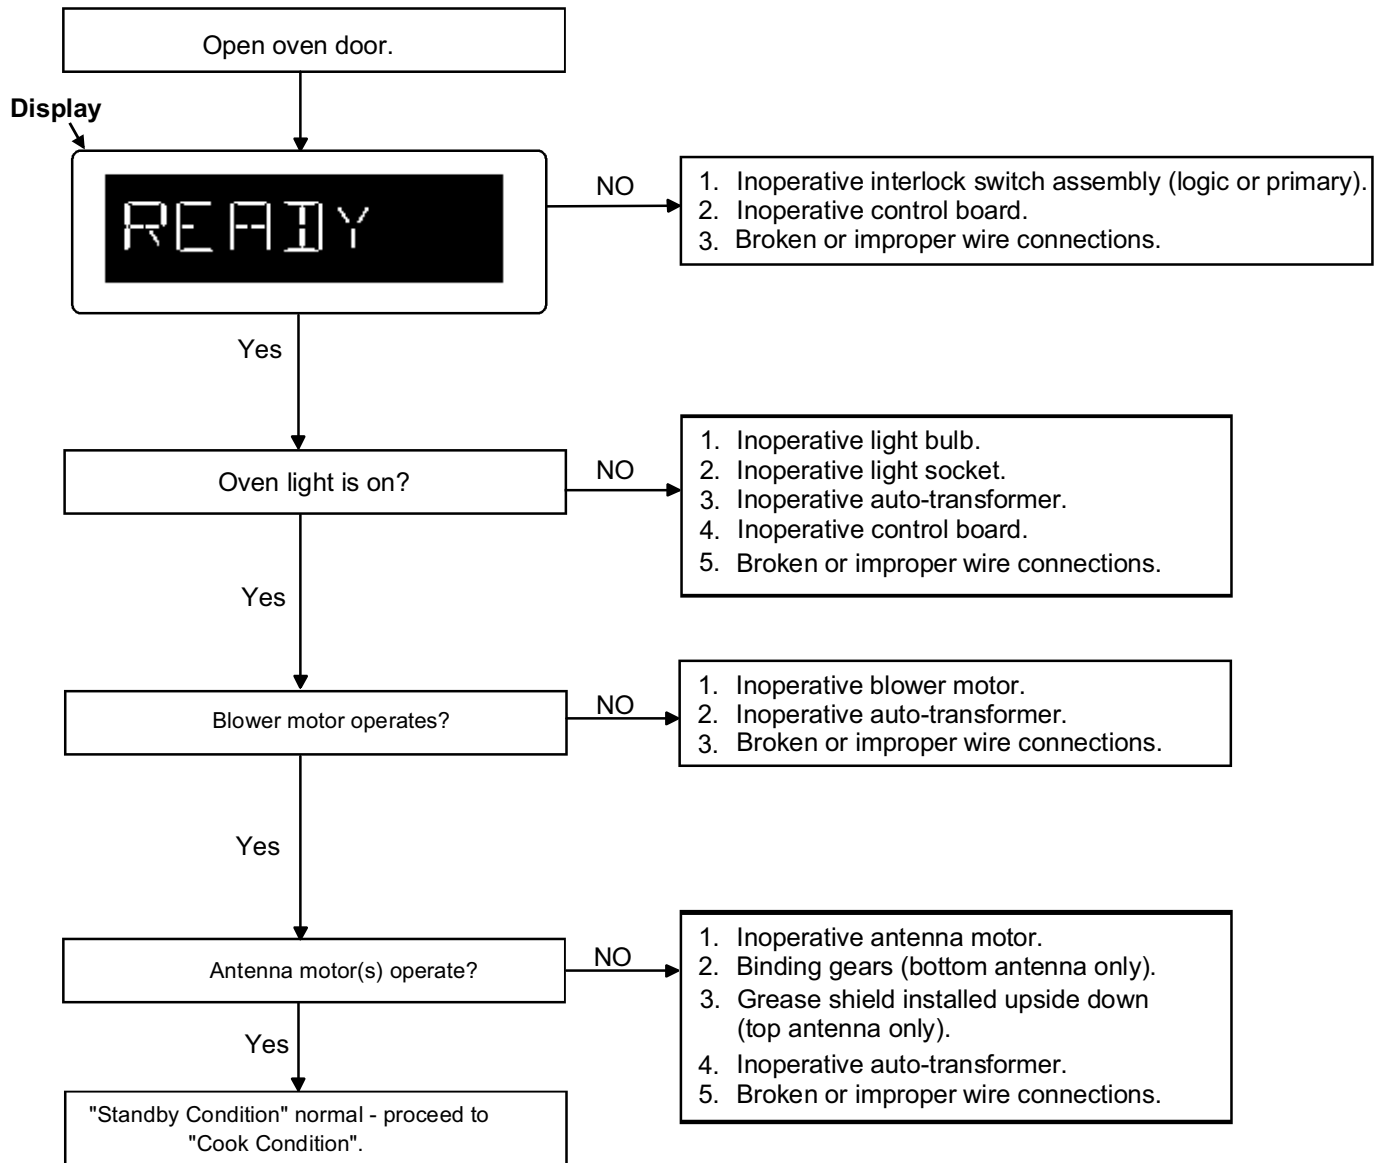 Open oven door.
Display
READY
NO
1. Inoperative interlock switch assembly (logic or primary).
2. Inoperative control board.
3. Broken or improper wire connections.
Yes
Oven light is on?
NO
1. Inoperative light bulb.
2. Inoperative light socket.
3. Inoperative auto-transformer.
4. Inoperative control board.
5. Broken or improper wire connections.
Yes
Blower motor operates?
NO
1. Inoperative blower motor.
2. Inoperative auto-transformer.
3. Broken or improper wire connections.
Yes
Antenna motor(s) operate?
NO
1. Inoperative antenna motor.
2. Binding gears (bottom antenna only).
3. Grease shield installed upside down
(top antenna only).
4. Inoperative auto-transformer.
5. Broken or improper wire connections.
Yes
"Standby Condition" normal - proceed to
"Cook Condition".